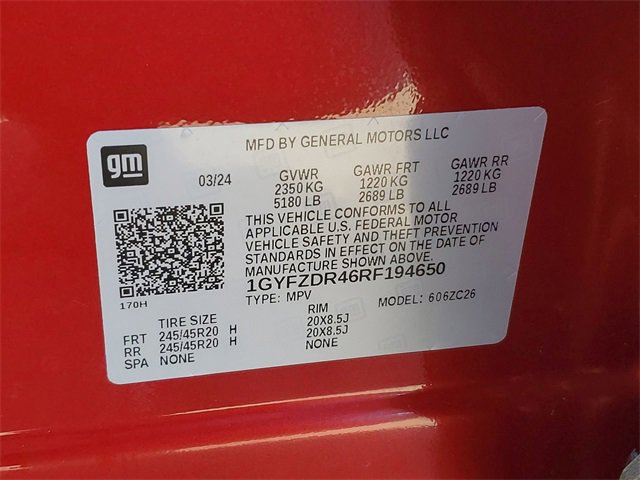 MFD BY GENERAL MOTORS LLC
gm
03/24
GVWR GAWR FRT GAWR RR
2350 KG 1220 KG 1220 KG
5180 LB 2689 LB 2689 LB
THIS VEHICLE CONFORMS TO ALL
APPLICABLE U.S. FEDERAL MOTOR
VEHICLE SAFETY AND THEFT PREVENTION
STANDARDS IN EFFECT ON THE DATE OF
MANUFACTURE SHOWN ABOVE.
1GYFZDR46RF194650
170H
TYPE: MPV MODEL: 606ZC26
TIRE SIZE RIM
FRT 245/45R20 H 20X8.5J
RR 245/45R20 H 20X8.5J
SPA NONE NONE